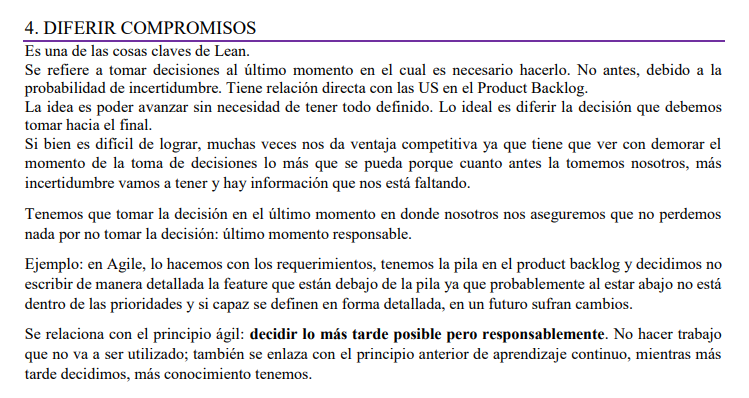 4. DIFERIR COMPROMISOS
Es una de las cosas claves de Lean.
Se refiere a tomar decisiones al último momento en el cual es necesario hacerlo. No antes, debido a la
probabilidad de incertidumbre. Tiene relación directa con las US en el Product Backlog.
La idea es poder avanzar sin necesidad de tener todo definido. Lo ideal es diferir la decisión que debemos
tomar hacia el final.
Si bien es difícil de lograr, muchas veces nos da ventaja competitiva ya que tiene que ver con demorar el
momento de la toma de decisiones lo más que se pueda porque cuanto antes la tomemos nosotros, más
incertidumbre vamos a tener y hay información que nos está faltando.
Tenemos que tomar la decisión en el último momento en donde nosotros nos aseguremos que no perdemos
nada por no tomar la decisión: último momento responsable.
Ejemplo: en Agile, lo hacemos con los requerimientos, tenemos la pila en el product backlog y decidimos no
escribir de manera detallada la feature que están debajo de la pila ya que probablemente al estar abajo no está
dentro de las prioridades y si capaz se definen en forma detallada, en un futuro sufran cambios.
Se relaciona con el principio ágil: decidir lo más tarde posible pero responsablemente. No hacer trabajo
que no va a ser utilizado; también se enlaza con el principio anterior de aprendizaje continuo, mientras más
tarde decidimos, más conocimiento tenemos.